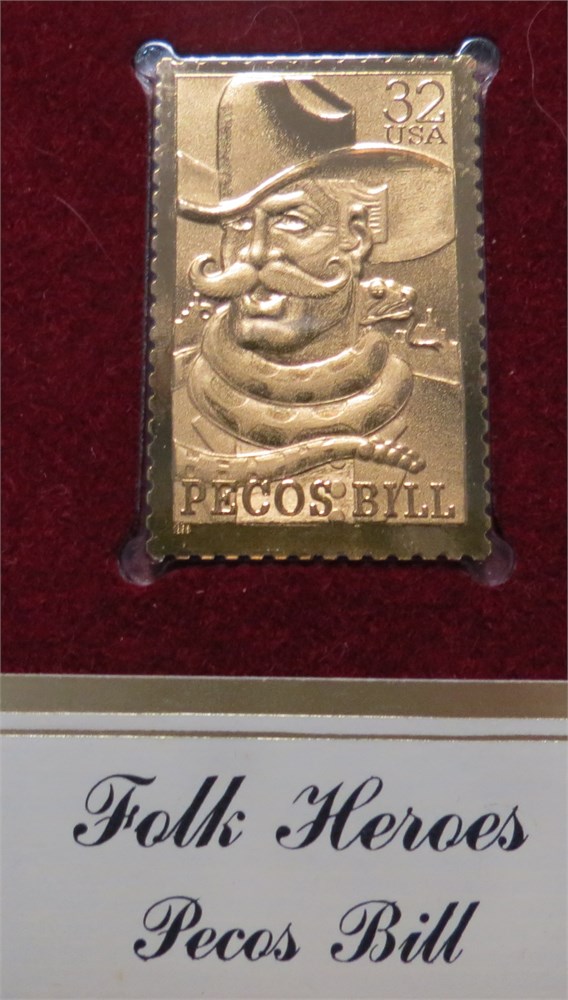 32
USA
PECOS BILL
Folk Heroes
Pecos Bill